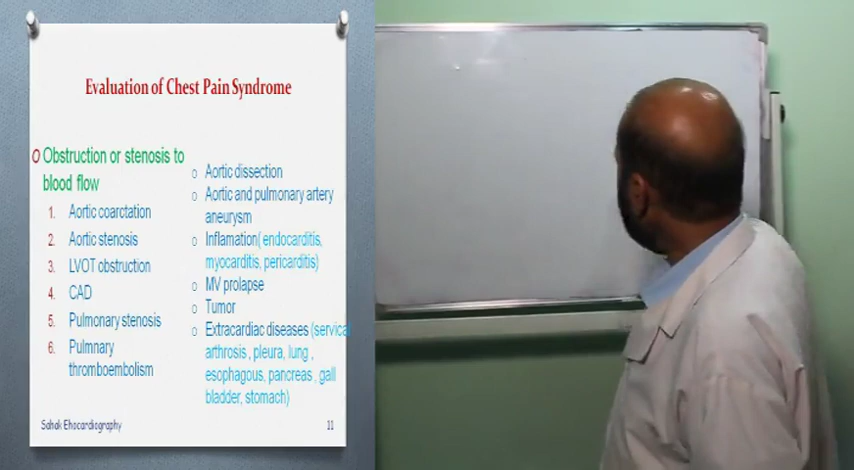 Evaluation of Chest Pain Syndrome
O Obstruction or stenosis to
blood flow
1. Aortic coarctation
2. Aortic stenosis
3. LVOT obstruction
4. CAD
5. Pulmonary stenosis
6. Pulmnary
thromboembolism
o Aortic dissection
o Aortic and pulmonary artery
aneurysm
o Inflamation( endocarditis,
myocarditis, pericarditis)
o MV prolapse
o Tumor
o Extracardiac diseases (servical
arthrosis , pleura, lung ,
esophagous, pancreas , gall
bladder, stomach)
Sahak Ehocardiography
11